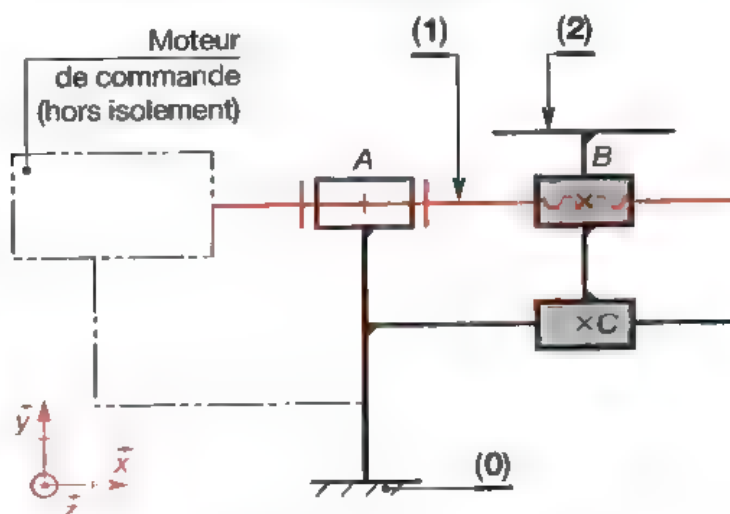 Moteur
de commande
(hors isolement)
(1)
(2)
A
B
C
(0)
y
x
z